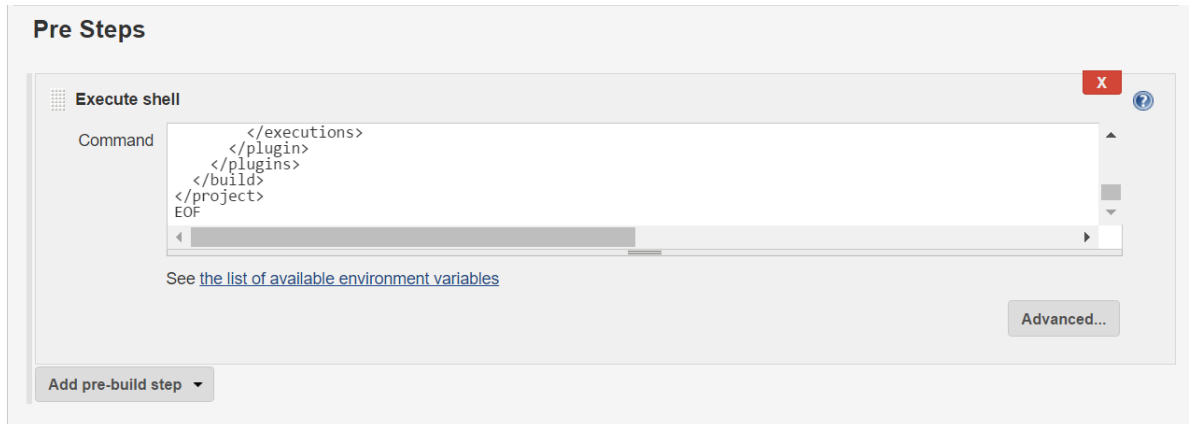 Pre Steps
X
Execute shell
Command
        </executions>
      </plugin>
    </plugins>
  </build>
</project>
EOF
See the list of available environment variables
Advanced...
Add pre-build step